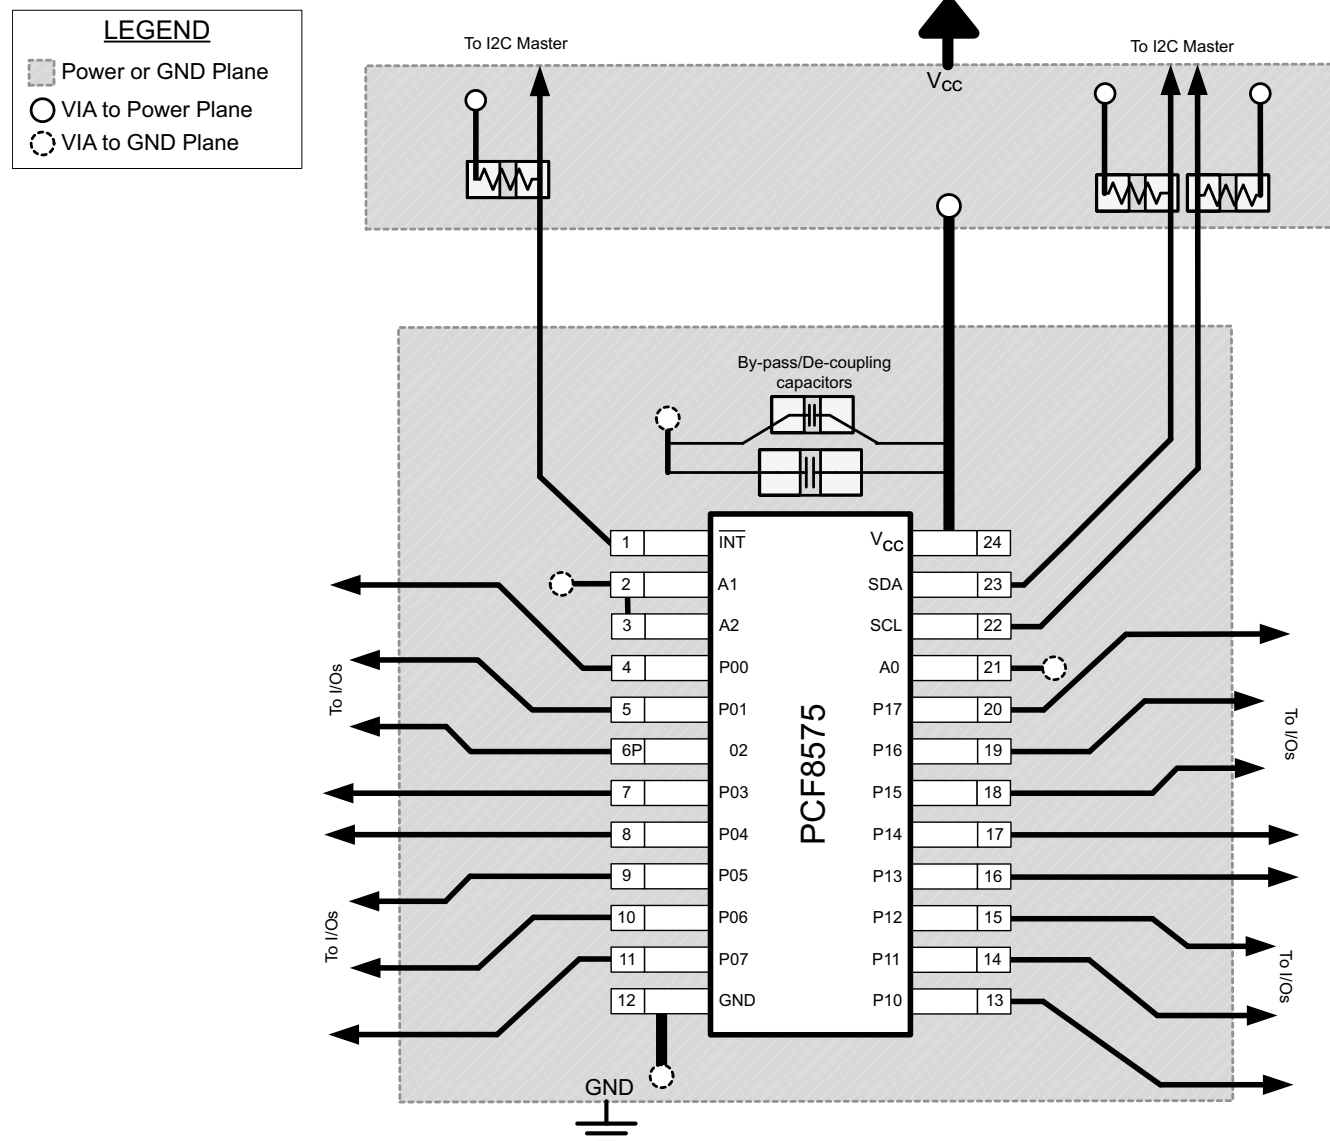 LEGEND
Power or GND Plane
VIA to Power Plane
VIA to GND Plane
To I2C Master
To I2C Master
VCC
By-pass/De-coupling
capacitors
1 INT VCC 24
2 A1 SDA 23
3 A2 SCL 22
4 P00 A0 21
5 P01 P17 20
6P 02 P16 19
7 P03 P15 18
8 P04 P14 17
9 P05 P13 16
10 P06 P12 15
11 P07 P11 14
12 GND P10 13
PCF8575
To I/Os
To I/Os
To I/Os
To I/Os
GND